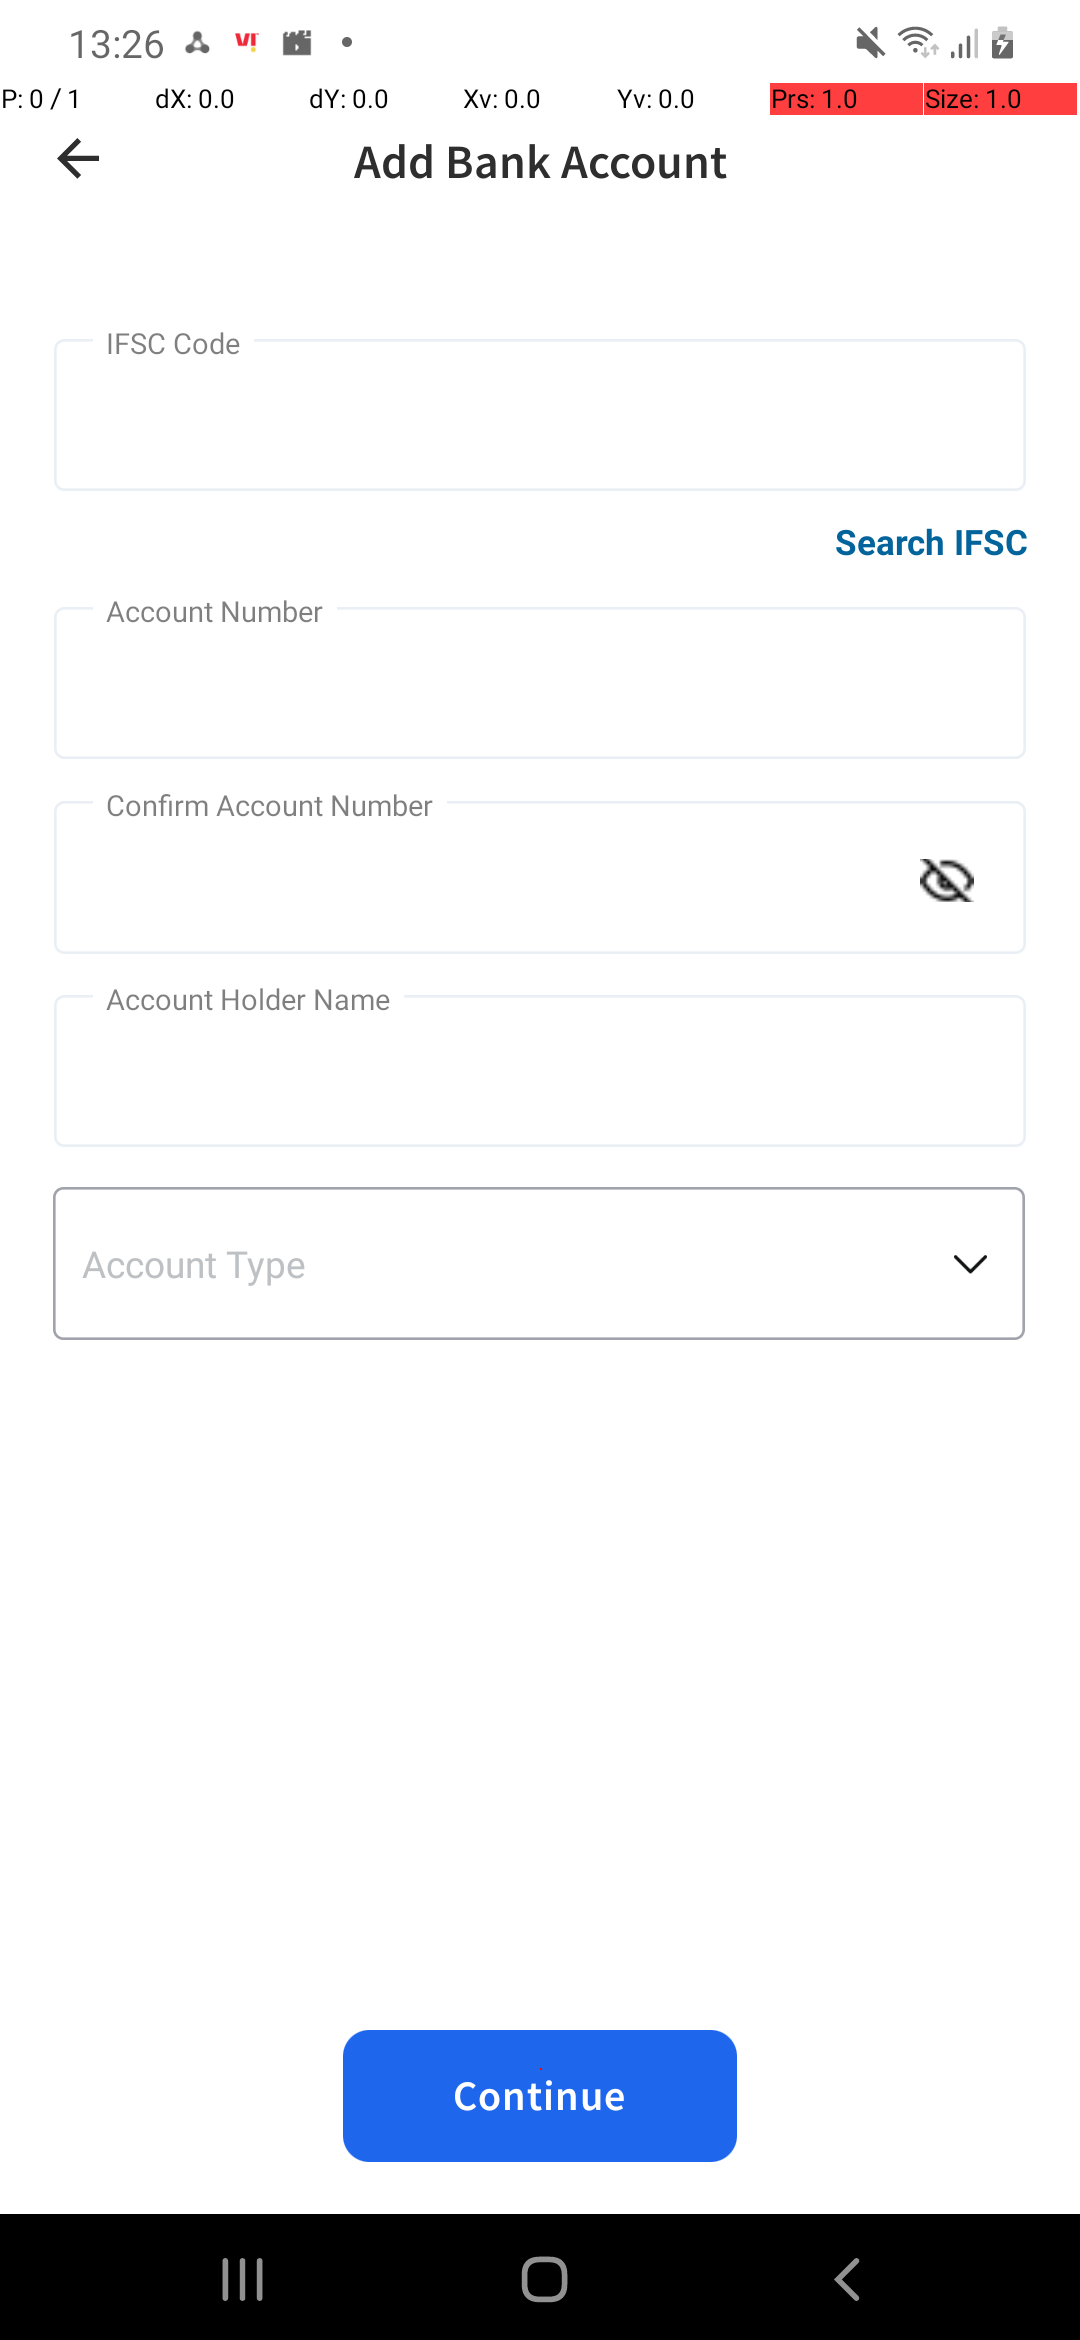 13:26
P: 0 / 1 dX: 0.0 dY: 0.0 Xv: 0.0 Yv: 0.0 Prs: 1.0 Size: 1.0
Add Bank Account
IFSC Code
Search IFSC
Account Number
Confirm Account Number
Account Holder Name
Account Type
Continue